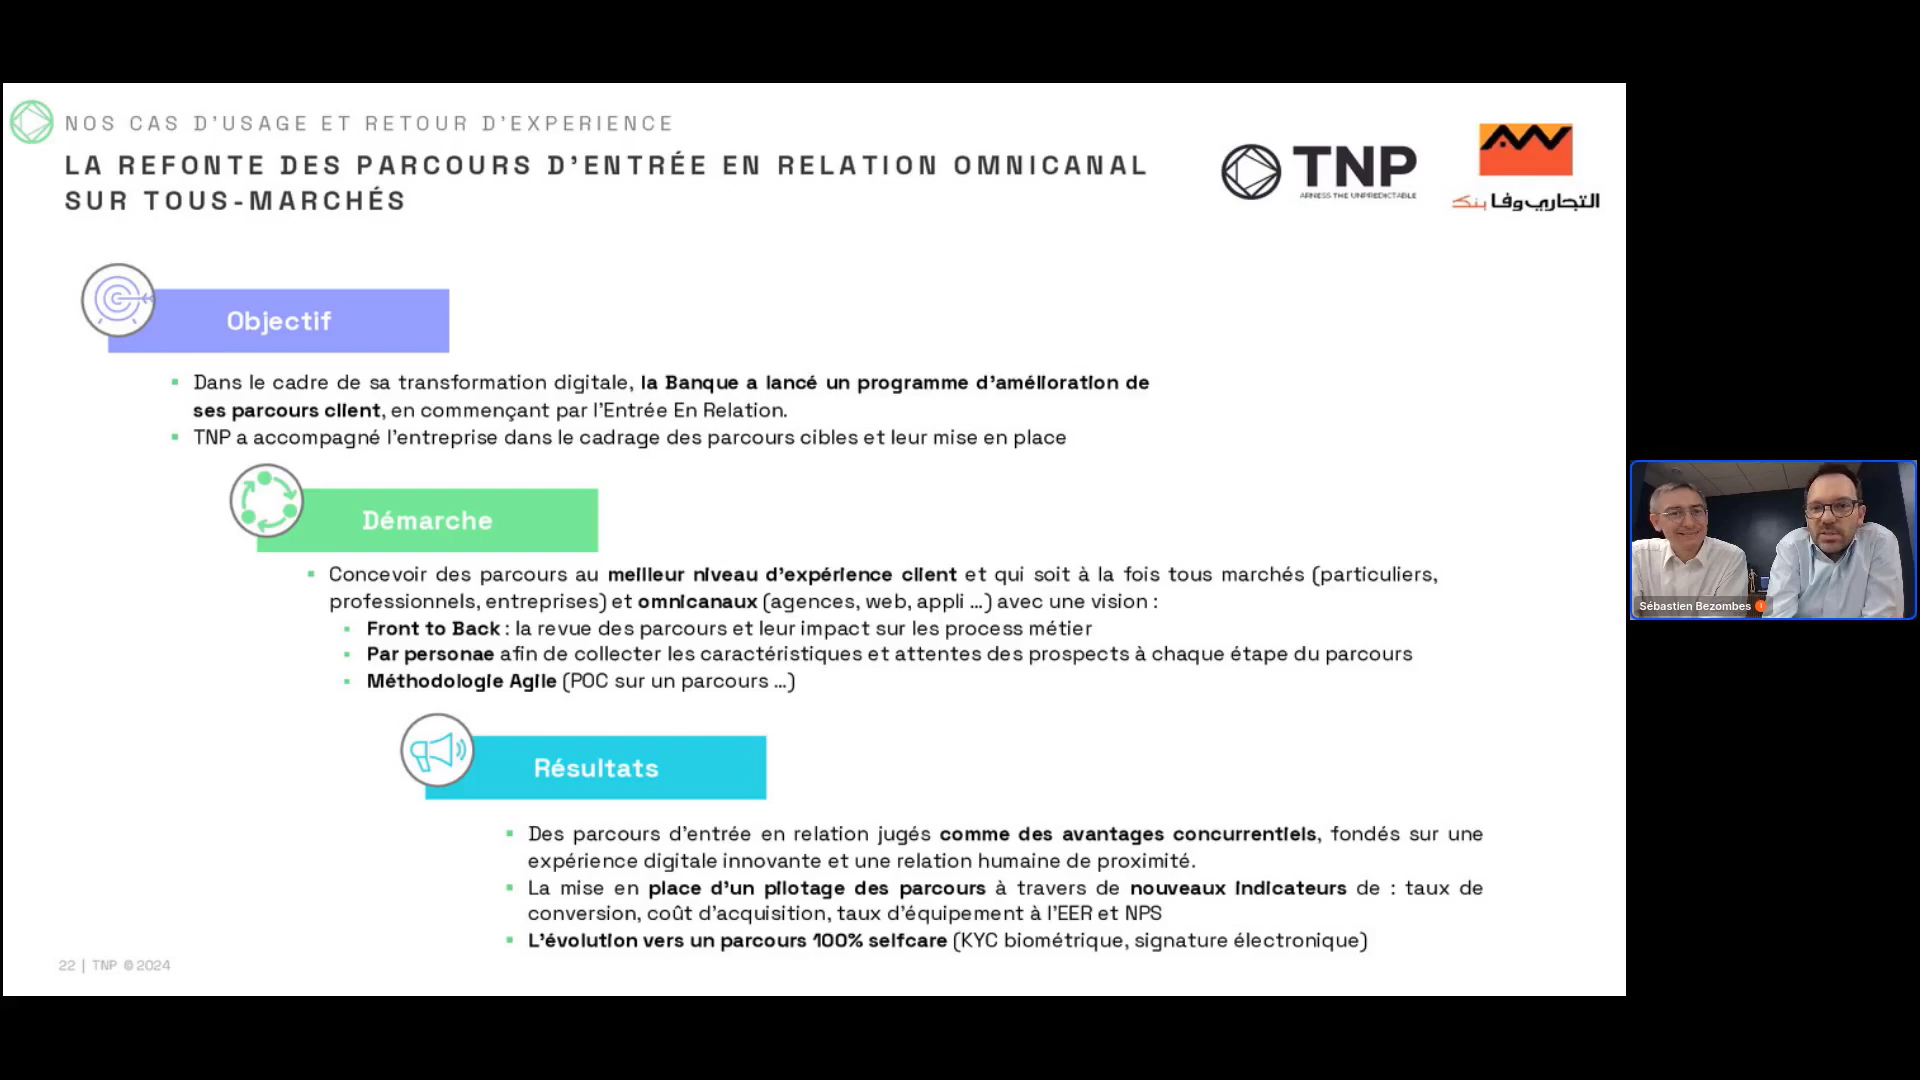 NOS CAS D'USAGE ET RETOUR D'EXPERIENCE
LA REFONTE DES PARCOURS D'ENTRÉE EN RELATION OMNICANAL
SUR TOUS-MARCHÉS
TNP
ARNESS THE UNPREDICTABLE
التجاري وفا بنك
Objectif
▪ Dans le cadre de sa transformation digitale, la Banque a lancé un programme d'amélioration de
ses parcours client, en commençant par l'Entrée En Relation.
▪ TNP a accompagné l'entreprise dans le cadrage des parcours cibles et leur mise en place
Démarche
▪ Concevoir des parcours au meilleur niveau d'expérience client et qui soit à la fois tous marchés (particuliers,
professionnels, entreprises) et omnicanaux (agences, web, appli ...) avec une vision :
▪ Front to Back : la revue des parcours et leur impact sur les process métier
▪ Par personae afin de collecter les caractéristiques et attentes des prospects à chaque étape du parcours
▪ Méthodologie Agile (POC sur un parcours ...)
Résultats
▪ Des parcours d'entrée en relation jugés comme des avantages concurrentiels, fondés sur une
expérience digitale innovante et une relation humaine de proximité.
▪ La mise en place d'un pilotage des parcours à travers de nouveaux indicateurs de : taux de
conversion, coût d'acquisition, taux d'équipement à l'EER et NPS
▪ L'évolution vers un parcours 100% selfcare (KYC biométrique, signature électronique)
22 | TNP © 2024
Sébastien Bezombes